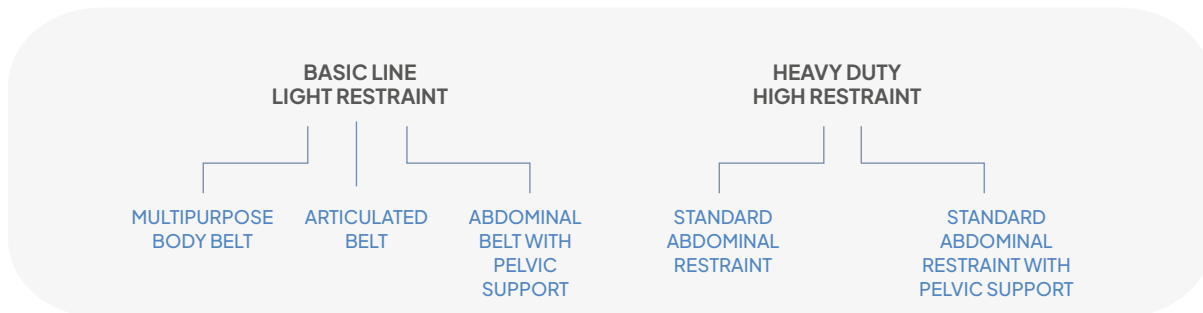 BASIC LINE
LIGHT RESTRAINT
HEAVY DUTY
HIGH RESTRAINT
MULTIPURPOSE
BODY BELT
ARTICULATED
BELT
ABDOMINAL
BELT WITH
PELVIC
SUPPORT
STANDARD
ABDOMINAL
RESTRAINT
STANDARD
ABDOMINAL
RESTRAINT WITH
PELVIC SUPPORT